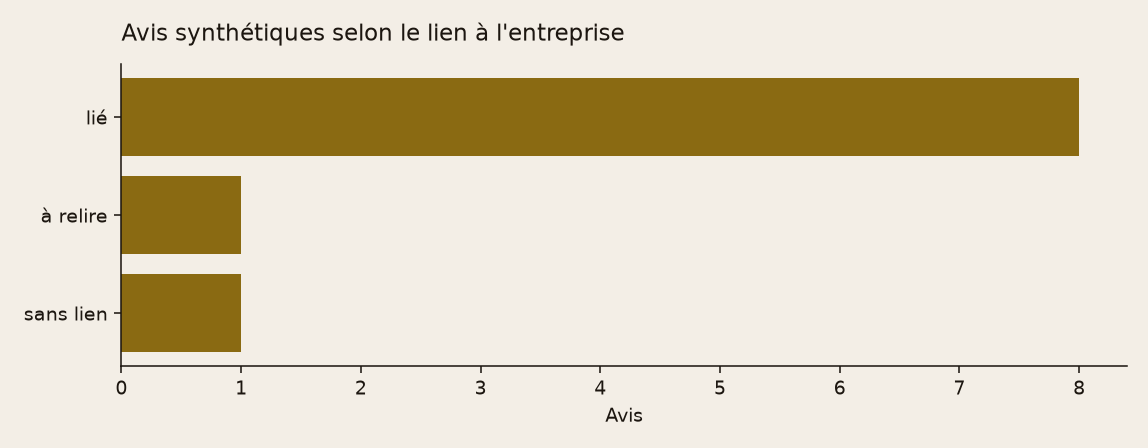 Avis synthétiques selon le lien à l'entreprise
lié
à relire
sans lien
0 1 2 3 4 5 6 7 8
Avis